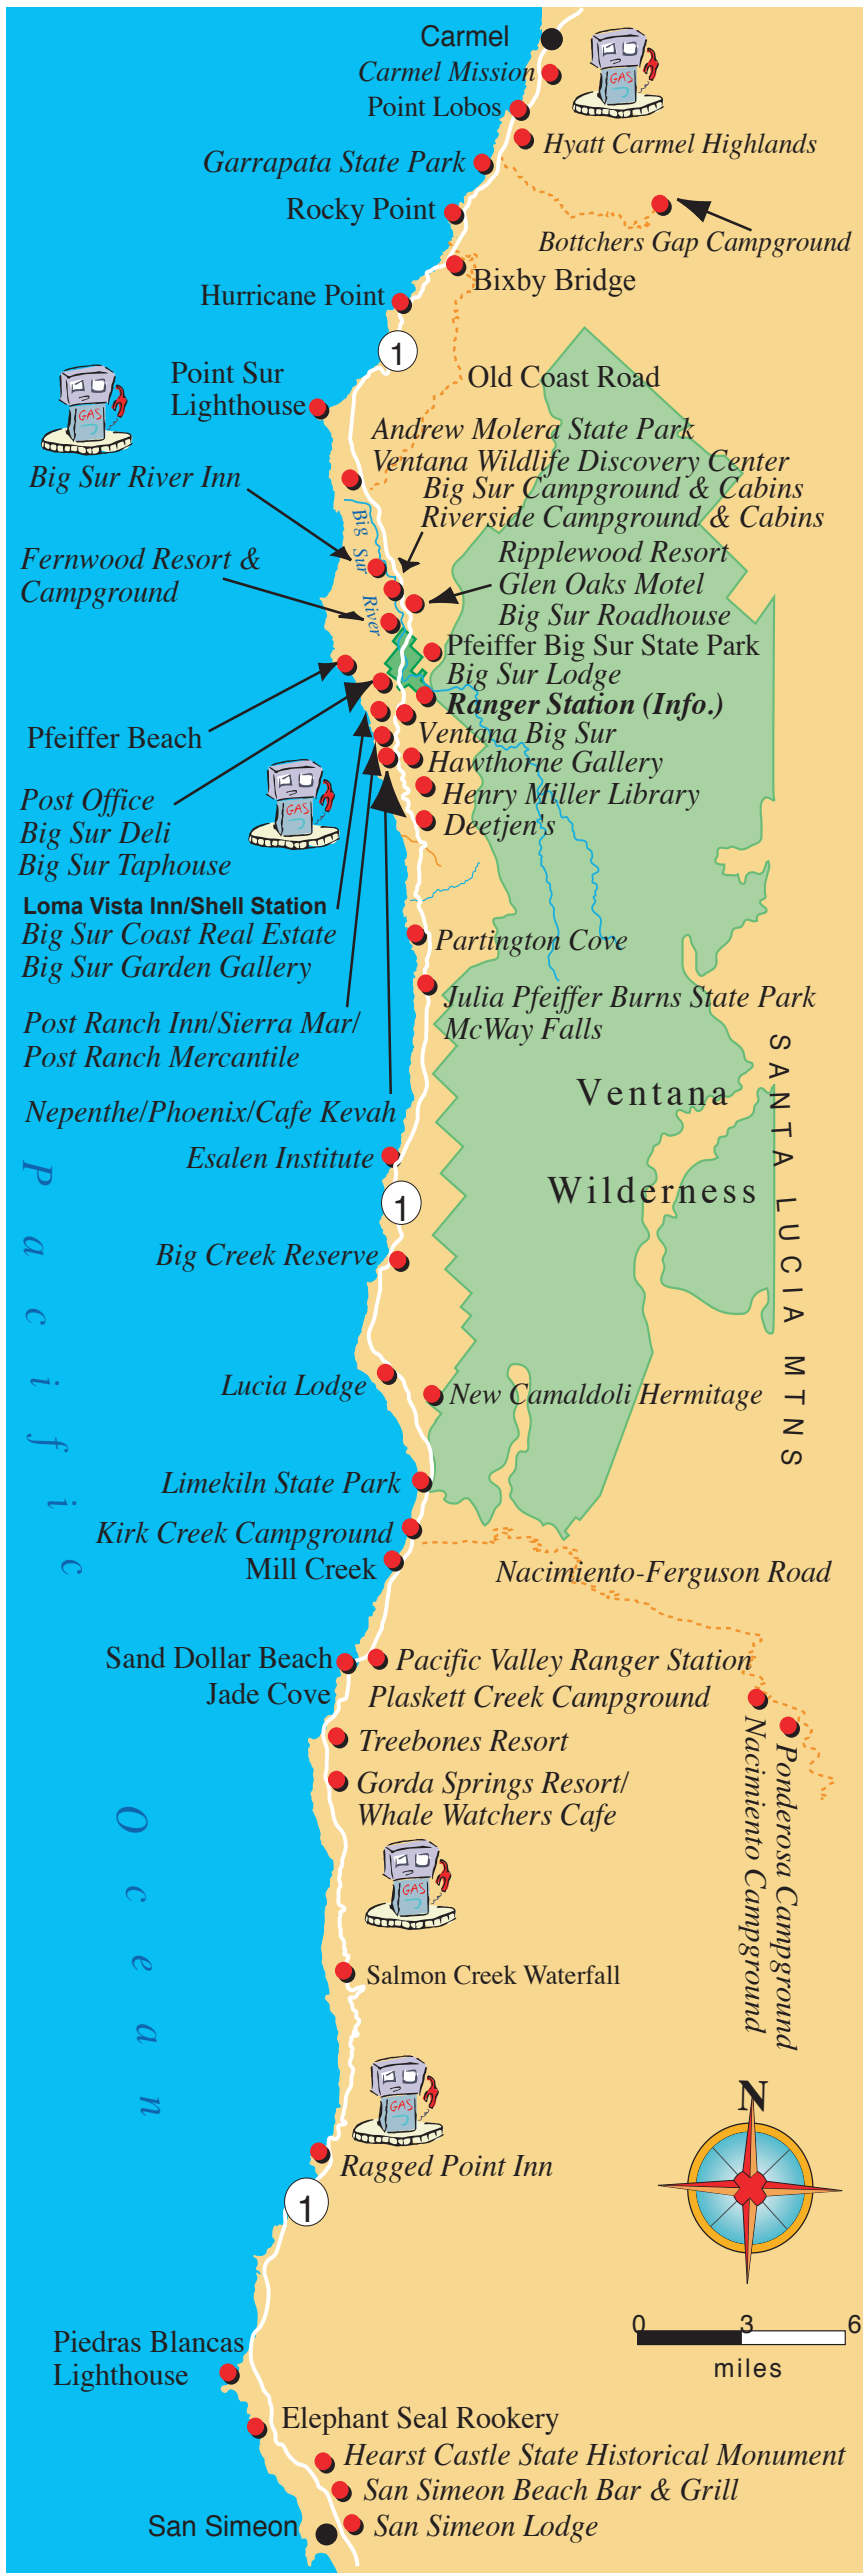 Carmel
Carmel Mission
GAS
Point Lobos
Hyatt Carmel Highlands
Garrapata State Park
Rocky Point
Bottchers Gap Campground
Bixby Bridge
Hurricane Point
1
Old Coast Road
Point Sur
Lighthouse
GAS
Andrew Molera State Park
Ventana Wildlife Discovery Center
Big Sur River Inn
Big Sur Campground & Cabins
Riverside Campground & Cabins
Big Sur River
Fernwood Resort &
Campground
Ripplewood Resort
Glen Oaks Motel
Big Sur Roadhouse
Pfeiffer Big Sur State Park
Big Sur Lodge
Ranger Station (Info.)
Pfeiffer Beach
Ventana Big Sur
Hawthorne Gallery
GAS
Post Office
Big Sur Deli
Big Sur Taphouse
Henry Miller Library
Deetjen's
Loma Vista Inn/Shell Station
Big Sur Coast Real Estate
Big Sur Garden Gallery
Partington Cove
Julia Pfeiffer Burns State Park
McWay Falls
Post Ranch Inn/Sierra Mar/
Post Ranch Mercantile
Nepenthe/Phoenix/Cafe Kevah
Ventana
Wilderness
SANTA LUCIA MTNS
Esalen Institute
1
Pacific
Big Creek Reserve
Lucia Lodge
New Camaldoli Hermitage
Limekiln State Park
Kirk Creek Campground
Mill Creek
Nacimiento-Ferguson Road
Sand Dollar Beach
Jade Cove
Pacific Valley Ranger Station
Plaskett Creek Campground
Nacimiento Campground
Ponderosa Campground
Treebones Resort
Gorda Springs Resort/
Whale Watchers Cafe
Ocean
GAS
Salmon Creek Waterfall
GAS
Ragged Point Inn
1
N
0 3 6
miles
Piedras Blancas
Lighthouse
Elephant Seal Rookery
Hearst Castle State Historical Monument
San Simeon Beach Bar & Grill
San Simeon
San Simeon Lodge